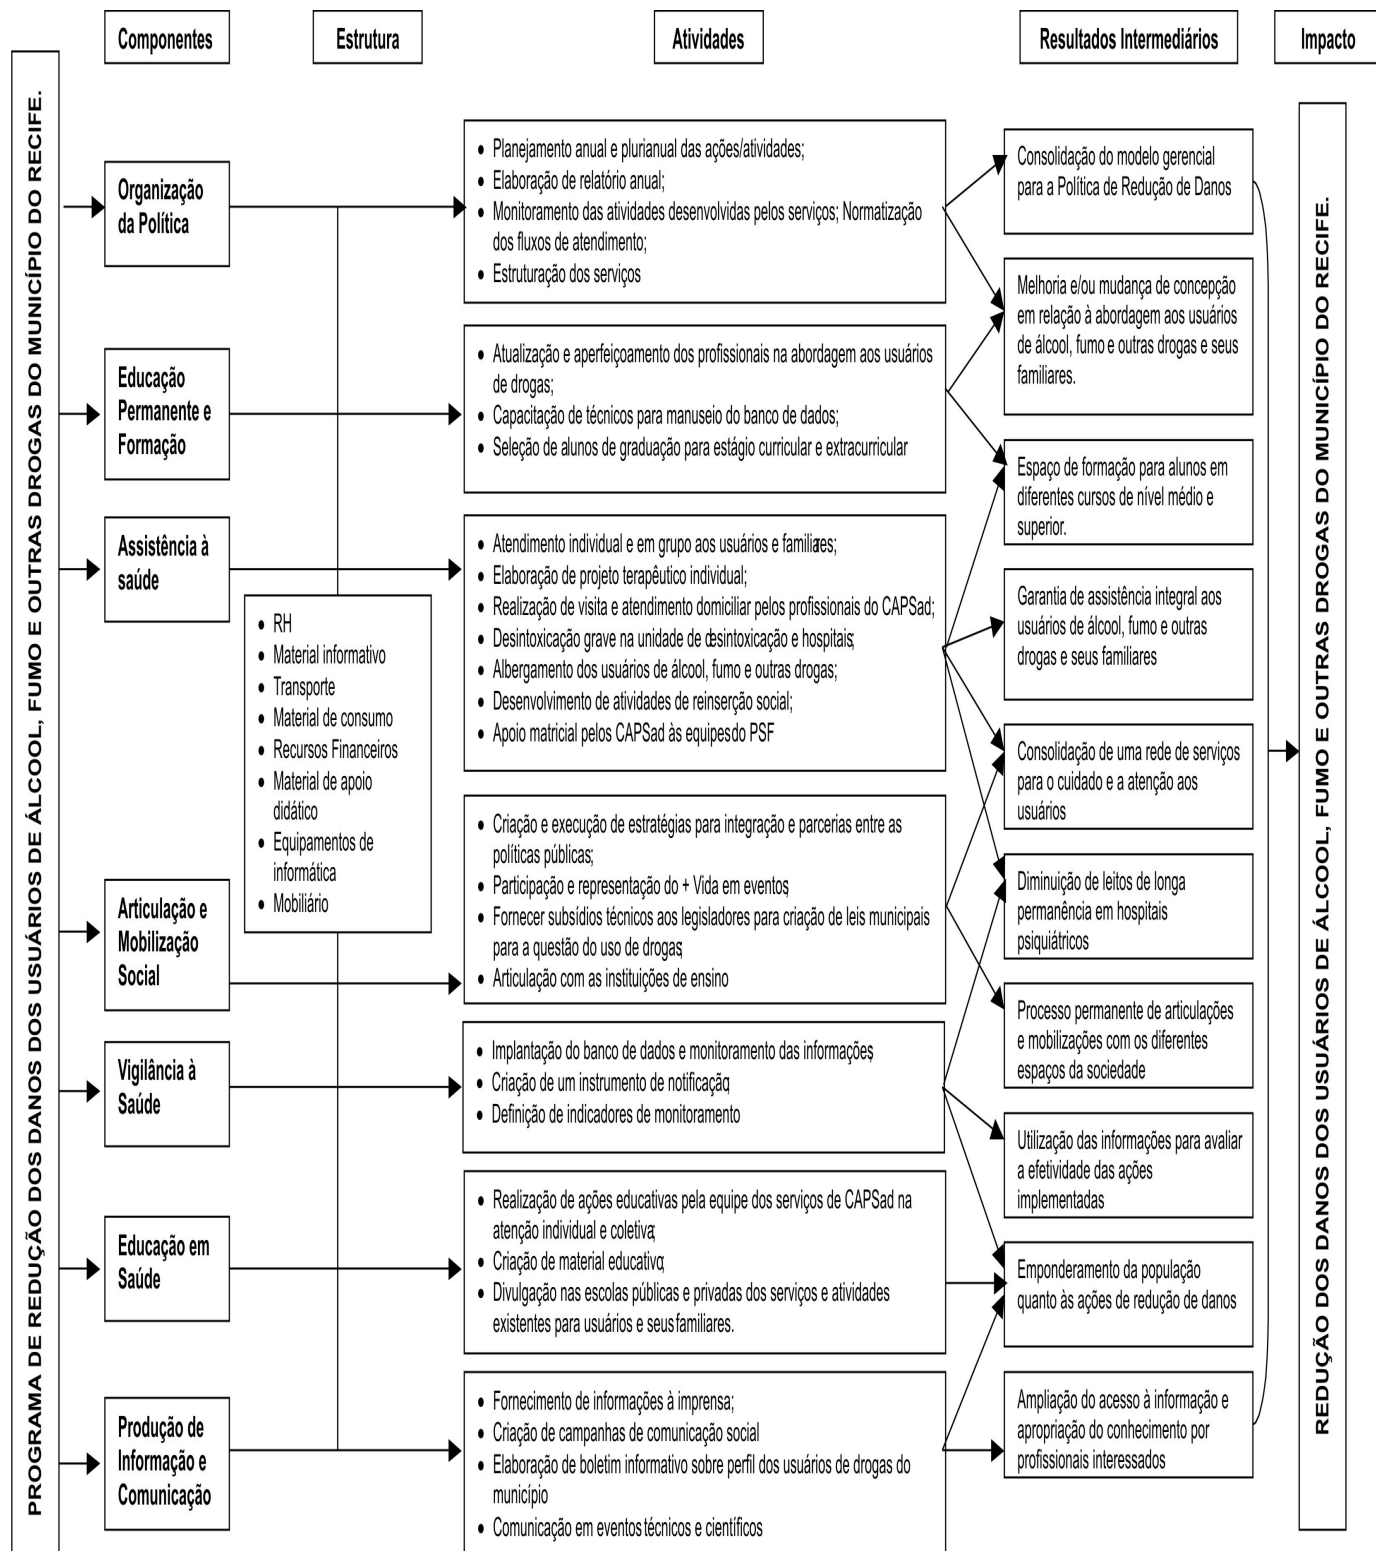 Componentes
Estrutura
Atividades
Resultados Intermediários
Impacto
PROGRAMA DE REDUÇÃO DOS DANOS DOS USUÁRIOS DE ÁLCOOL, FUMO E OUTRAS DROGAS DO MUNICÍPIO DO RECIFE.
Organização
da Política
Educação
Permanente e
Formação
Assistência à
saúde
Articulação e
Mobilização
Social
Vigilância à
Saúde
Educação em
Saúde
Produção de
Informação e
Comunicação
• RH
• Material informativo
• Transporte
• Material de consumo
• Recursos Financeiros
• Material de apoio
didático
• Equipamentos de
informática
• Mobiliário
• Planejamento anual e plurianual das ações/atividades;
• Elaboração de relatório anual;
• Monitoramento das atividades desenvolvidas pelos serviços; Normatização
dos fluxos de atendimento;
• Estruturação dos serviços
• Atualização e aperfeiçoamento dos profissionais na abordagem aos usuários
de drogas;
• Capacitação de técnicos para manuseio do banco de dados;
• Seleção de alunos de graduação para estágio curricular e extracurricular
• Atendimento individual e em grupo aos usuários e familiares;
• Elaboração de projeto terapêutico individual;
• Realização de visita e atendimento domiciliar pelos profissionais do CAPSad;
• Desintoxicação grave na unidade de desintoxicação e hospitais;
• Albergamento dos usuários de álcool, fumo e outras drogas;
• Desenvolvimento de atividades de reinserção social;
• Apoio matricial pelos CAPSad às equipes do PSF
• Criação e execução de estratégias para integração e parcerias entre as
políticas públicas;
• Participação e representação do + Vida em eventos;
• Fornecer subsídios técnicos aos legisladores para criação de leis municipais
para a questão do uso de drogas;
• Articulação com as instituições de ensino
• Implantação do banco de dados e monitoramento das informações;
• Criação de um instrumento de notificação;
• Definição de indicadores de monitoramento
• Realização de ações educativas pela equipe dos serviços de CAPSad na
atenção individual e coletiva;
• Criação de material educativo;
• Divulgação nas escolas públicas e privadas dos serviços e atividades
existentes para usuários e seus familiares.
• Fornecimento de informações à imprensa;
• Criação de campanhas de comunicação social
• Elaboração de boletim informativo sobre perfil dos usuários de drogas do
município
• Comunicação em eventos técnicos e científicos
Consolidação do modelo gerencial
para a Política de Redução de Danos
Melhoria e/ou mudança de concepção
em relação à abordagem aos usuários
de álcool, fumo e outras drogas e seus
familiares.
Espaço de formação para alunos em
diferentes cursos de nível médio e
superior.
Garantia de assistência integral aos
usuários de álcool, fumo e outras
drogas e seus familiares
Consolidação de uma rede de serviços
para o cuidado e a atenção aos
usuários
Diminuição de leitos de longa
permanência em hospitais
psiquiátricos
Processo permanente de articulações
e mobilizações com os diferentes
espaços da sociedade
Utilização das informações para avaliar
a efetividade das ações
implementadas
Emponderamento da população
quanto às ações de redução de danos
Ampliação do acesso à informação e
apropriação do conhecimento por
profissionais interessados
REDUÇÃO DOS DANOS DOS USUÁRIOS DE ÁLCOOL, FUMO E OUTRAS DROGAS DO MUNICÍPIO DO RECIFE.